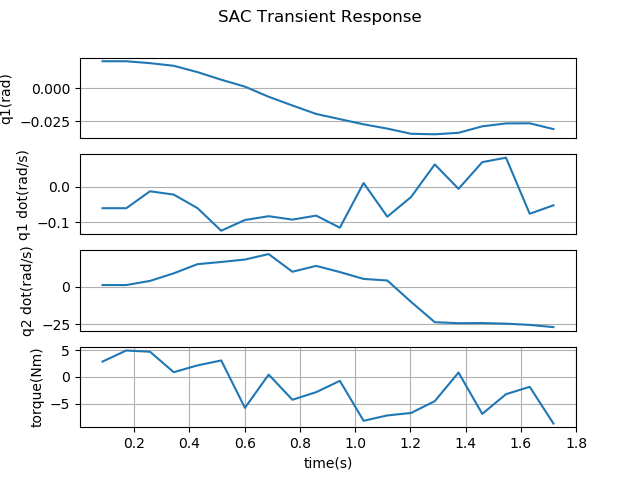 SAC Transient Response
q1(rad)
0.000
−0.025
q1 dot(rad/s)
0.0
−0.1
q2 dot(rad/s)
0
−25
torque(Nm)
5
0
−5
0.2 0.4 0.6 0.8 1.0 1.2 1.4 1.6 1.8
time(s)